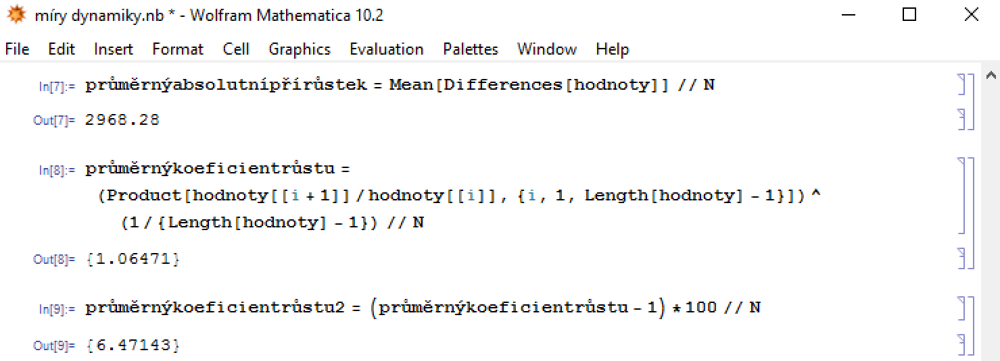 míry dynamiky.nb * - Wolfram Mathematica 10.2
File Edit Insert Format Cell Graphics Evaluation Palettes Window Help
In[7]:= průměrnýabsolutnípřírůstek = Mean[Differences[hodnoty]] // N
Out[7]= 2968.28
In[8]:= průměrnýkoeficientrůstu =
(Product[hodnoty[[i + 1]] / hodnoty[[i]], {i, 1, Length[hodnoty] - 1}]) ^
(1 / {Length[hodnoty] - 1}) // N
Out[8]= {1.06471}
In[9]:= průměrnýkoeficientrůstu2 = (průměrnýkoeficientrůstu - 1) * 100 // N
Out[9]= {6.47143}